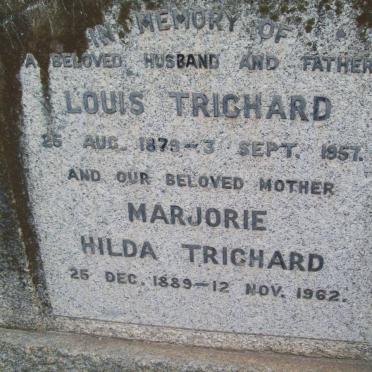 IN MEMORY OF
A BELOVED HUSBAND AND FATHER
LOUIS TRICHARD
25 AUG. 1879-3 SEPT. 1957.
AND OUR BELOVED MOTHER
MARJORIE
HILDA TRICHARD
25 DEC. 1889-12 NOV. 1962.